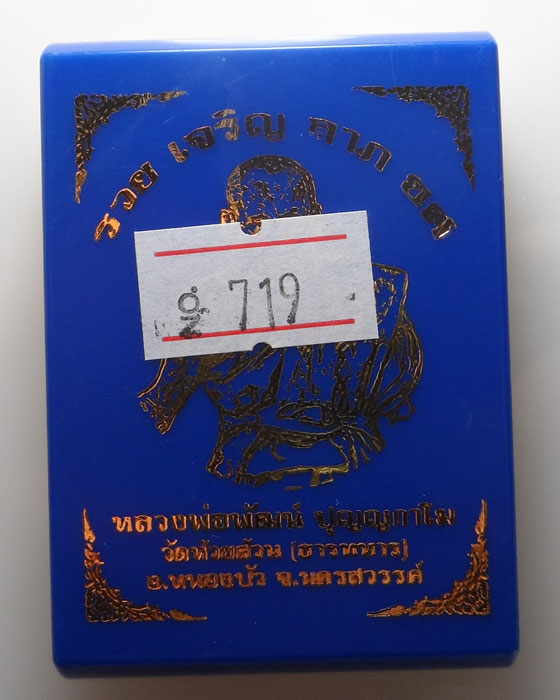 รวย เจริญ ลาภ ยศ
719
หลวงพ่อพัฒน์ ปุญญกาโม
วัดห้วยด้วน (ธารทหาร)
อ.หนองบัว จ.นครสวรรค์